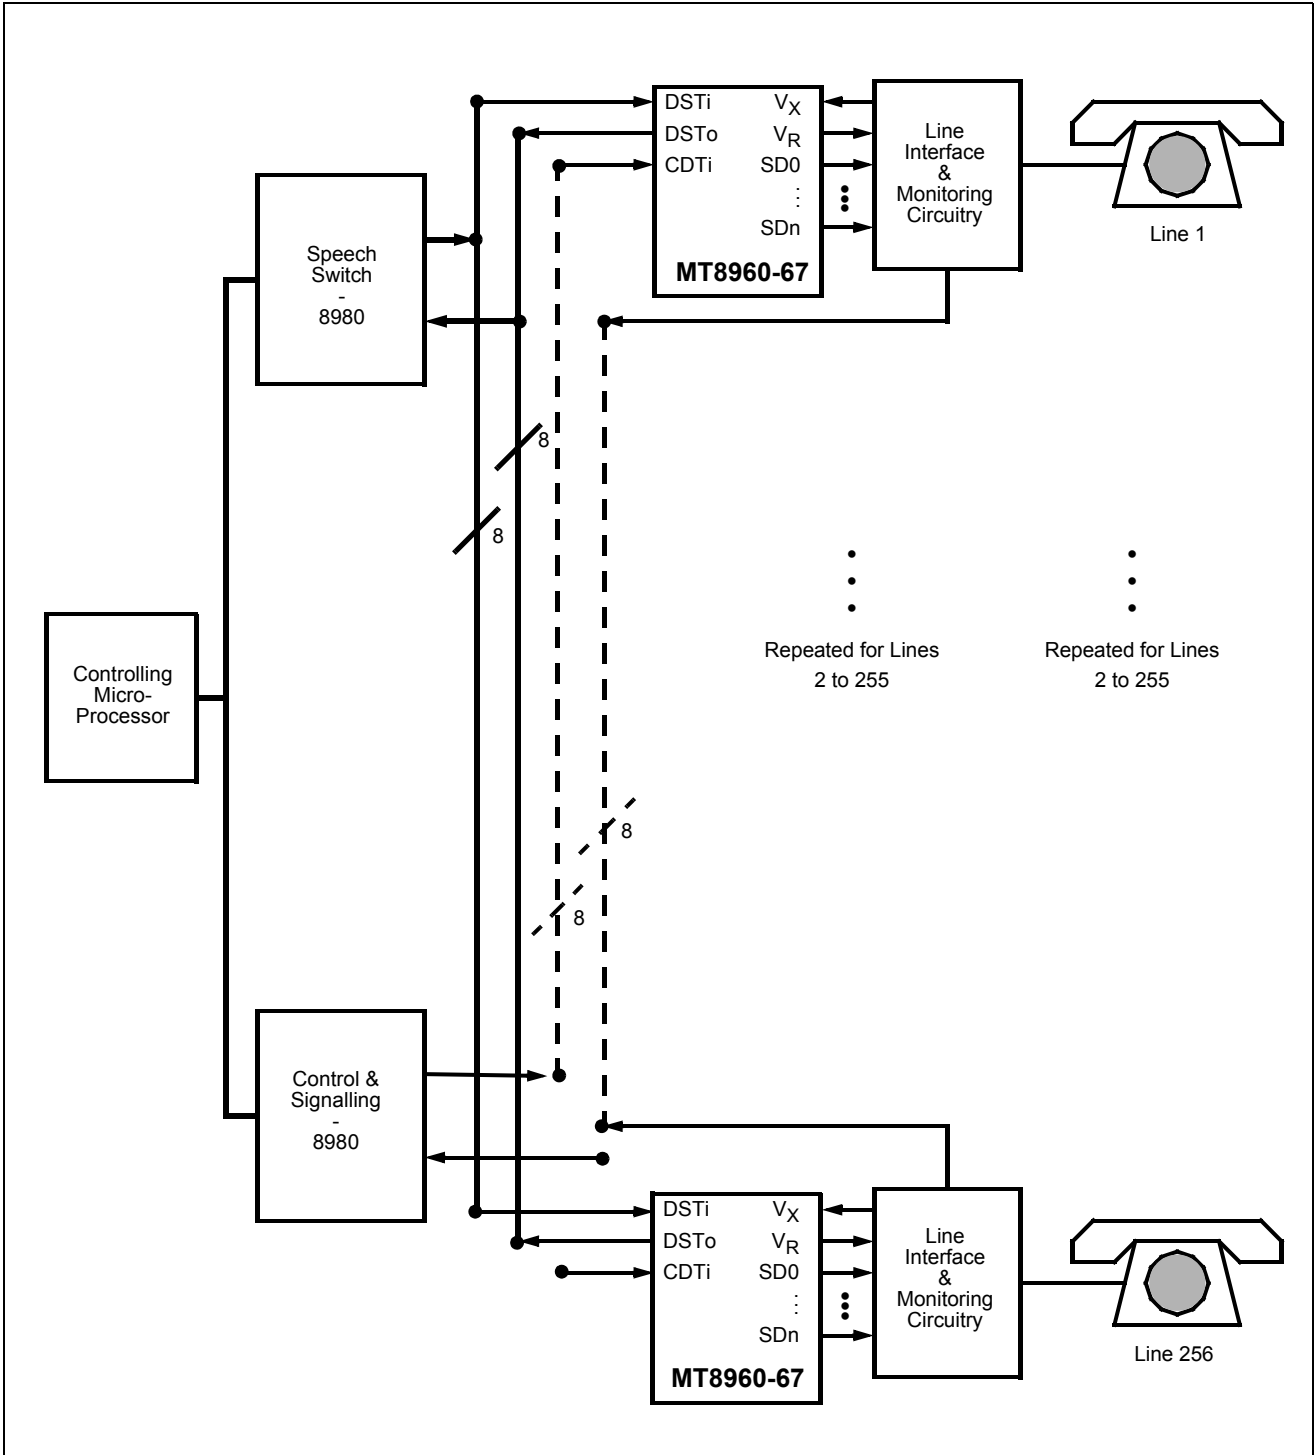 DSTi
DSTo
CDTi
VX
VR
SD0
⋮
SDn
MT8960-67
Line
Interface
&
Monitoring
Circuitry
Line 1
Speech
Switch
-
8980
8
8
Repeated for Lines
2 to 255
Repeated for Lines
2 to 255
Controlling
Micro-
Processor
8
8
Control &
Signalling
-
8980
DSTi
DSTo
CDTi
VX
VR
SD0
⋮
SDn
MT8960-67
Line
Interface
&
Monitoring
Circuitry
Line 256